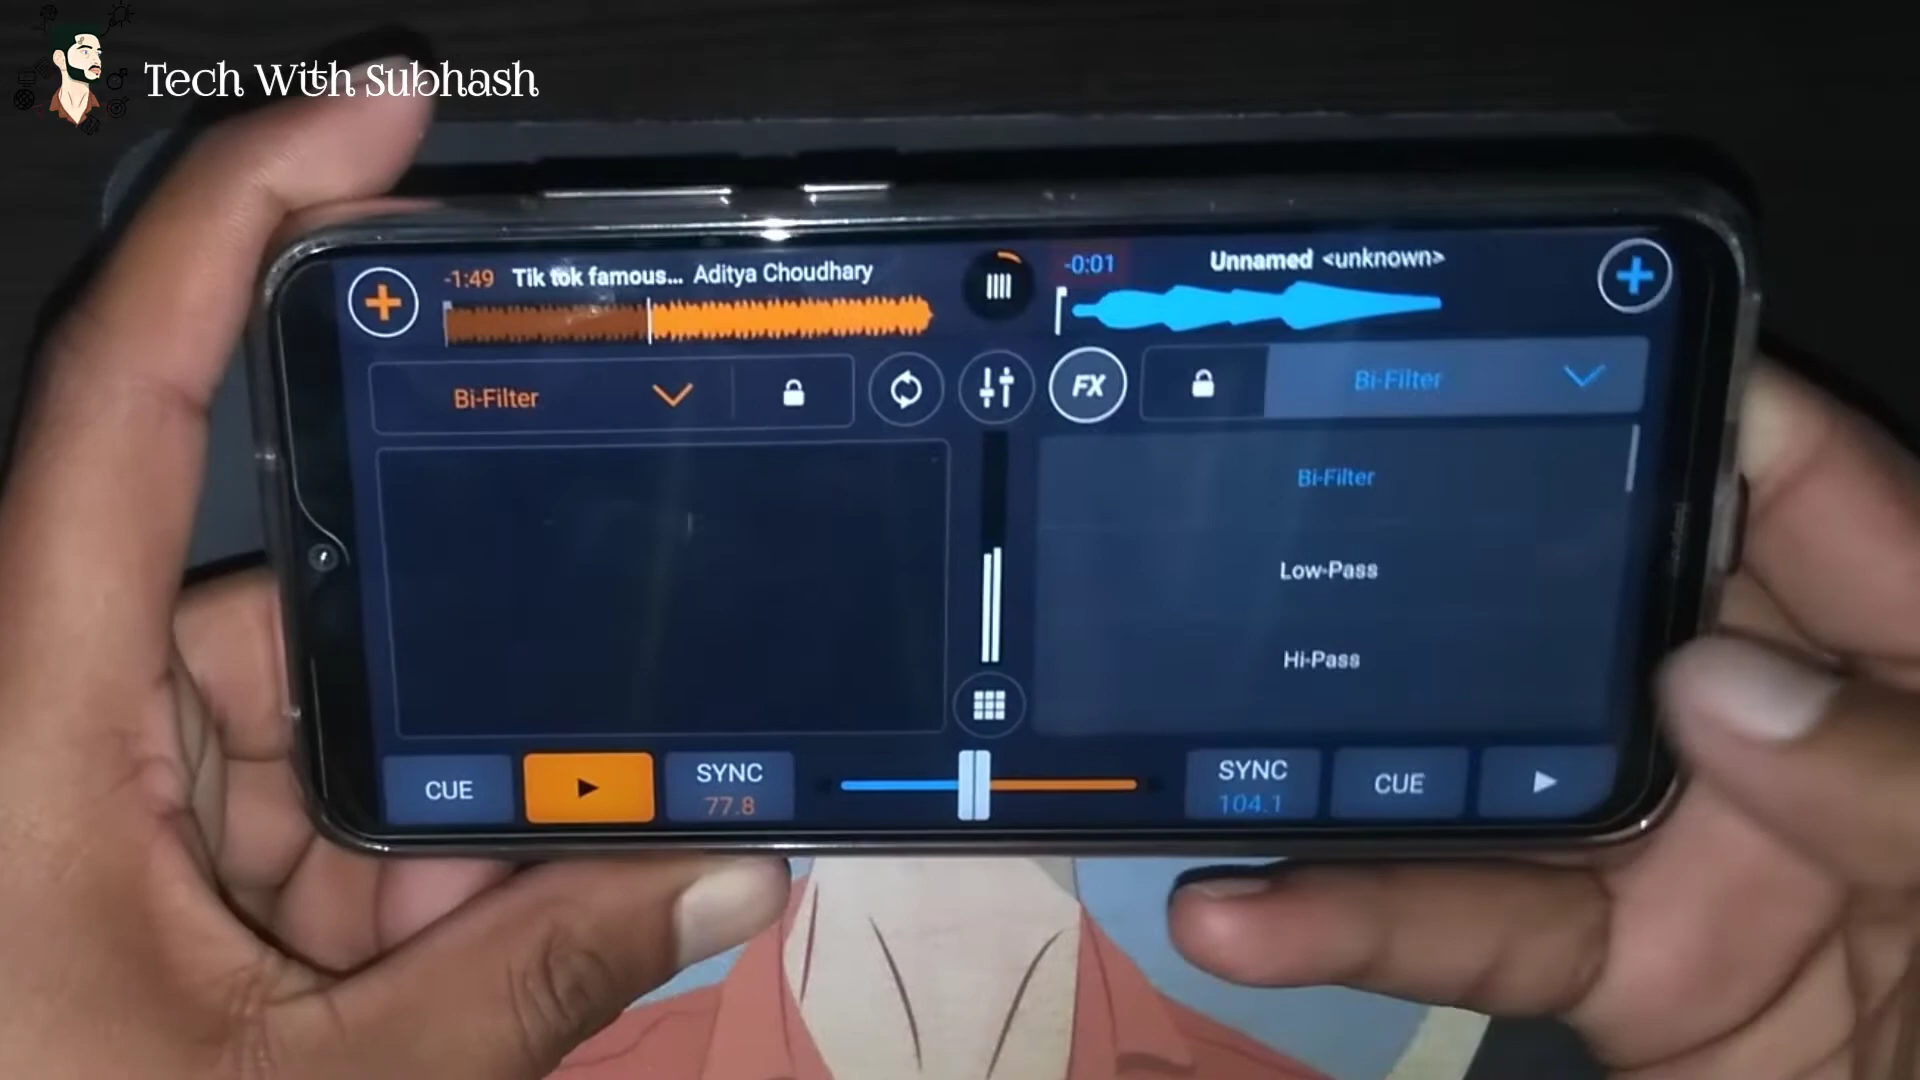 Tech With Subhash
-1:49 Tik tok famous... Aditya Choudhary
-0:01 Unnamed <unknown>
Bi-Filter
FX
Bi-Filter
Bi-Filter
Low-Pass
Hi-Pass
CUE
SYNC
77.8
SYNC
104.1
CUE